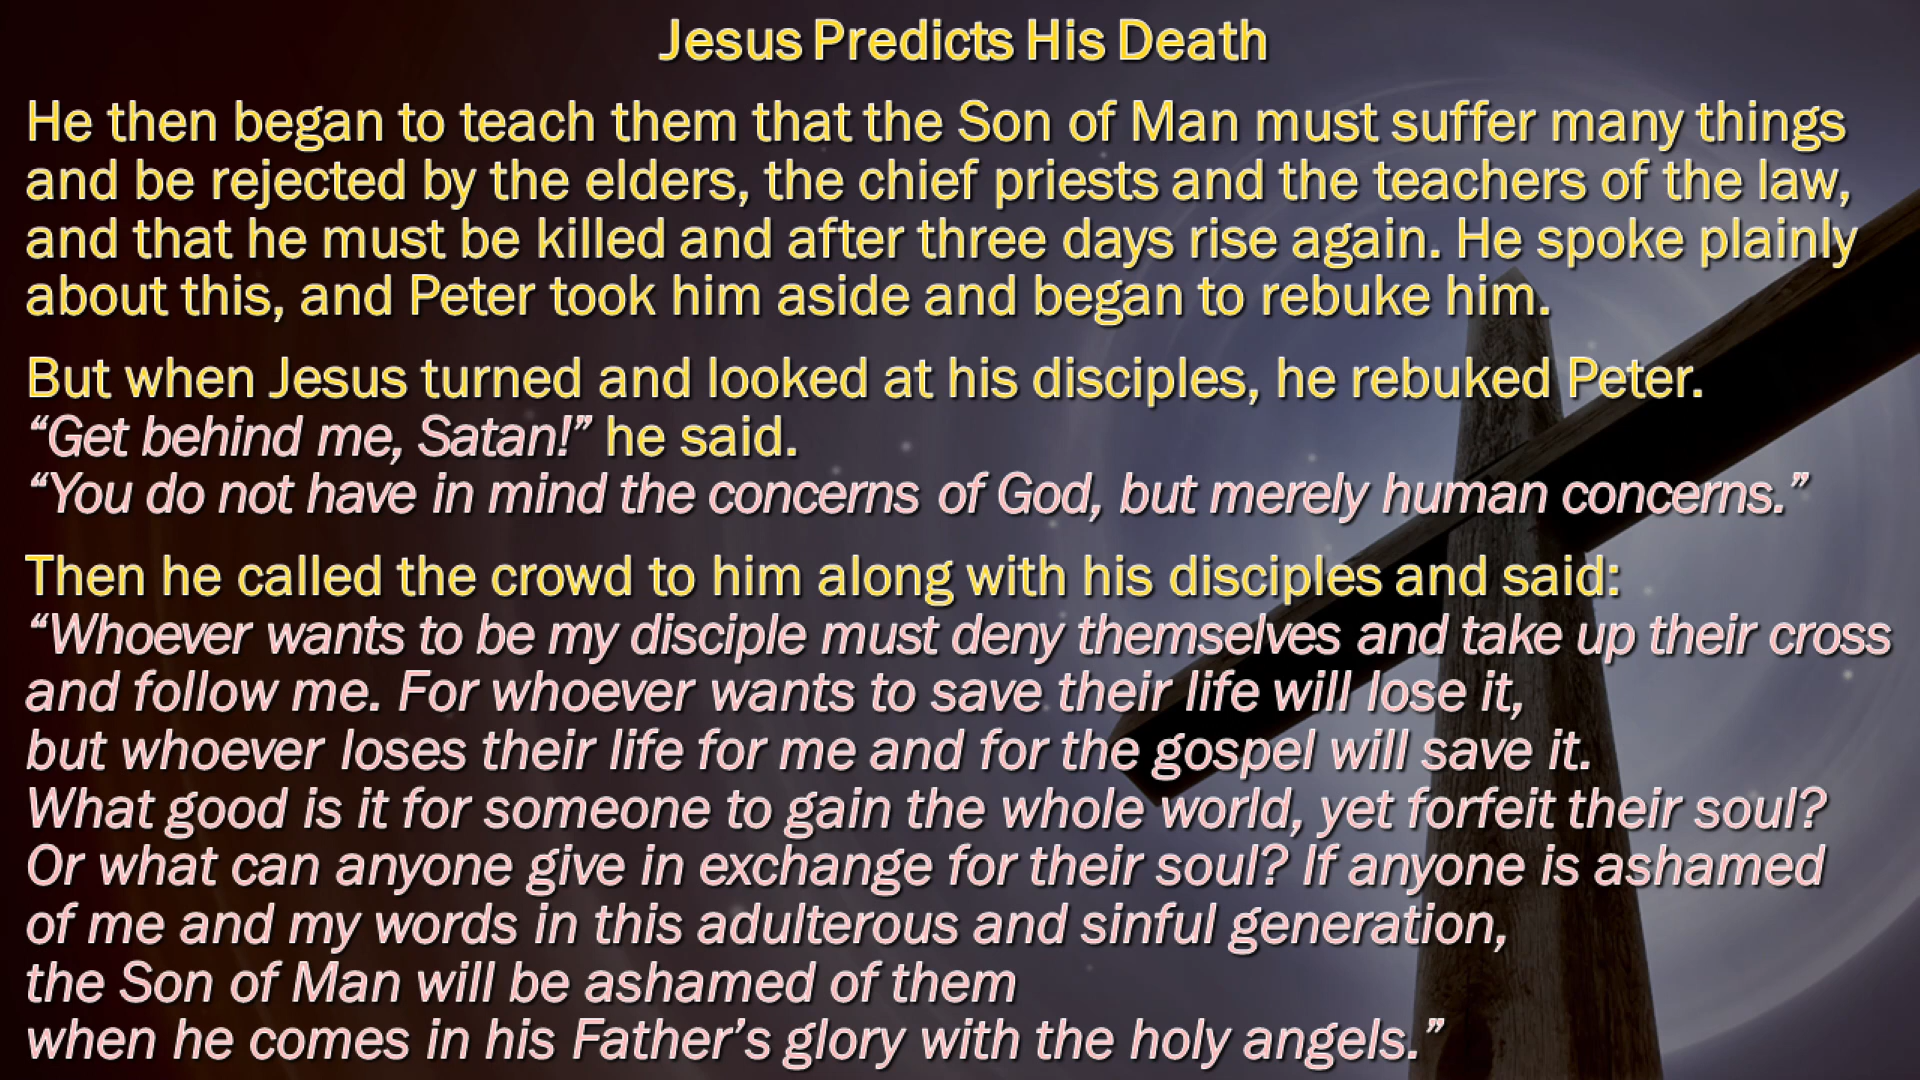 Jesus Predicts His Death
He then began to teach them that the Son of Man must suffer many things
and be rejected by the elders, the chief priests and the teachers of the law,
and that he must be killed and after three days rise again. He spoke plainly
about this, and Peter took him aside and began to rebuke him.
But when Jesus turned and looked at his disciples, he rebuked Peter.
“Get behind me, Satan!” he said.
“You do not have in mind the concerns of God, but merely human concerns.”
Then he called the crowd to him along with his disciples and said:
“Whoever wants to be my disciple must deny themselves and take up their cross
and follow me. For whoever wants to save their life will lose it,
but whoever loses their life for me and for the gospel will save it.
What good is it for someone to gain the whole world, yet forfeit their soul?
Or what can anyone give in exchange for their soul? If anyone is ashamed
of me and my words in this adulterous and sinful generation,
the Son of Man will be ashamed of them
when he comes in his Father’s glory with the holy angels.”